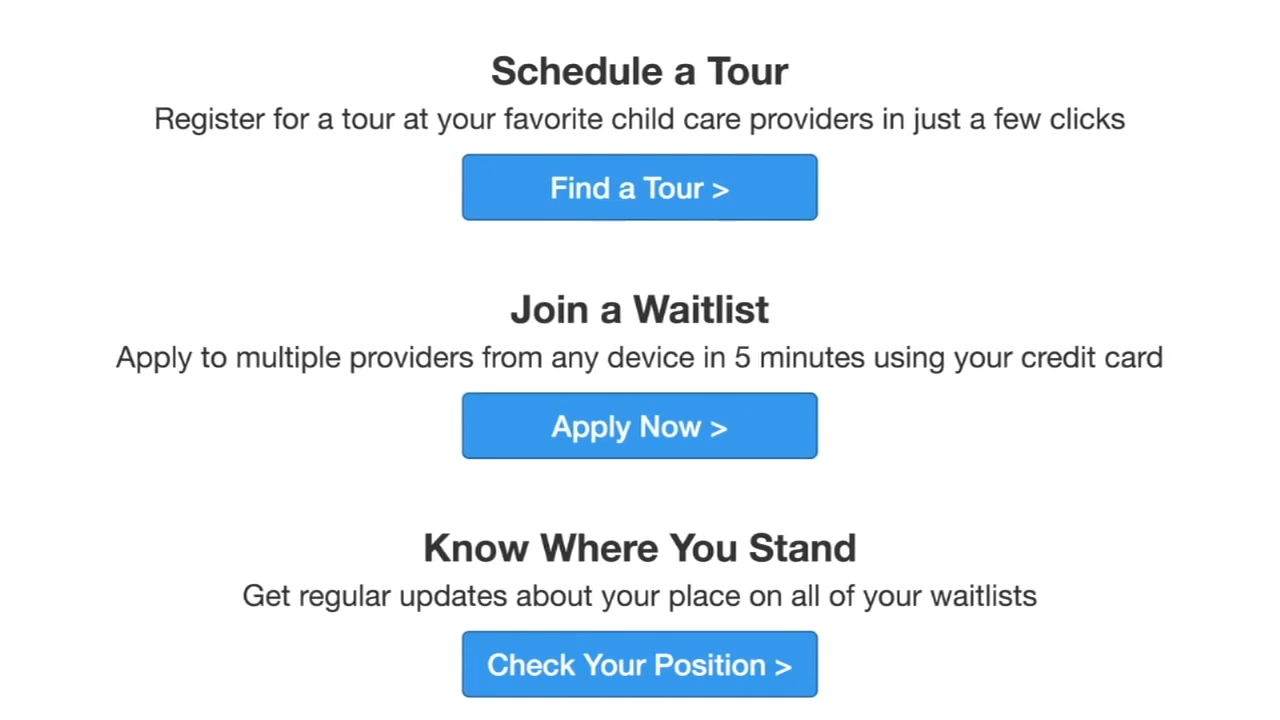 Schedule a Tour
Register for a tour at your favorite child care providers in just a few clicks
Find a Tour >
Join a Waitlist
Apply to multiple providers from any device in 5 minutes using your credit card
Apply Now >
Know Where You Stand
Get regular updates about your place on all of your waitlists
Check Your Position >